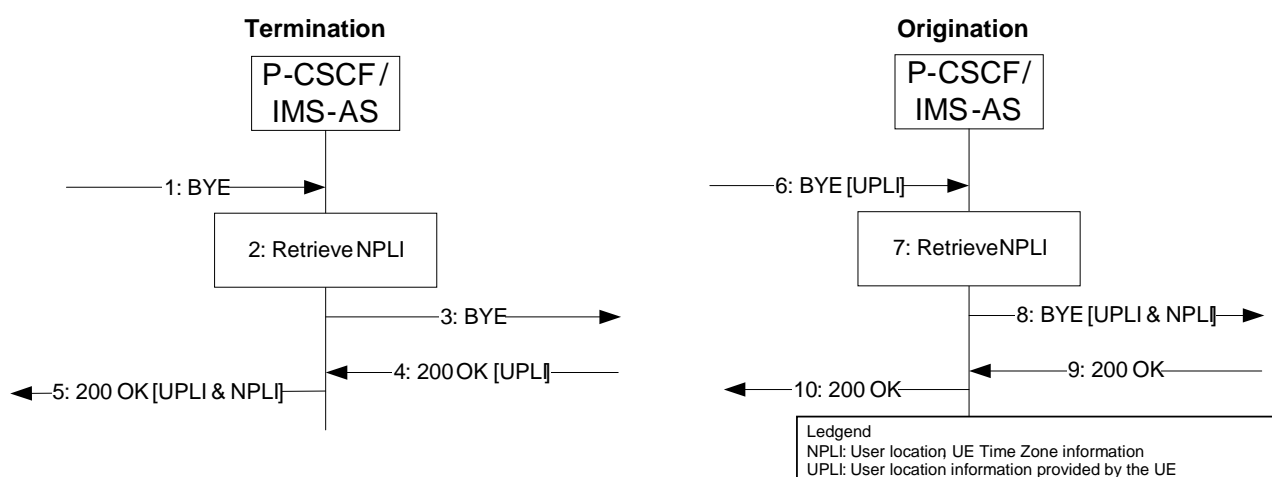 Termination
P-CSCF/
IMS-AS
1: BYE
2: Retrieve NPLI
3: BYE
4: 200 OK [UPLI]
5: 200 OK [UPLI & NPLI]
Origination
P-CSCF/
IMS-AS
6: BYE [UPLI]
7: Retrieve NPLI
8: BYE [UPLI & NPLI]
9: 200 OK
10: 200 OK
Ledgend
NPLI: User location, UE Time Zone information
UPLI: User location information provided by the UE